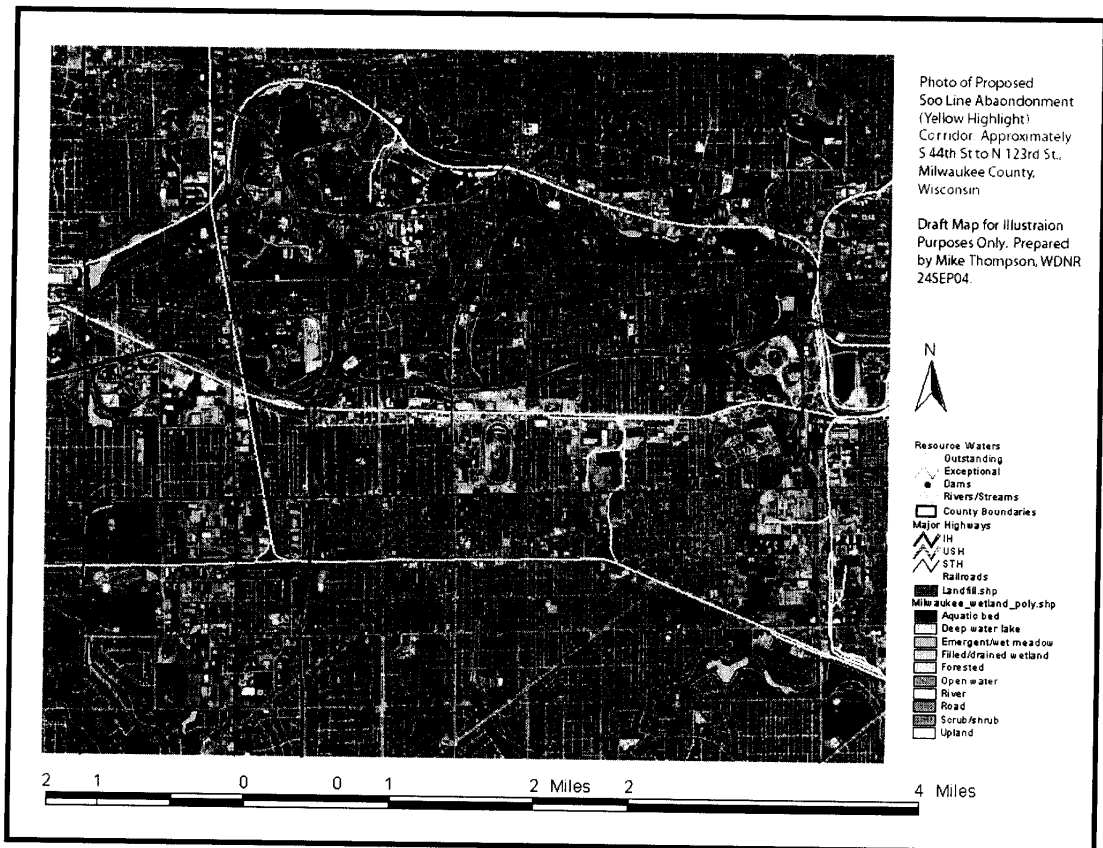 Photo of Proposed
Soo Line Abaondonment
(Yellow Highlight)
Corridor. Approximately
S 44th St to N 123rd St.,
Milwaukee County,
Wisconsin
Draft Map for Illustraion
Purposes Only. Prepared
by Mike Thompson, WDNR
24SEP04.
N
Resource Waters
Outstanding
Exceptional
Dams
Rivers/Streams
County Boundaries
Major Highways
IH
USH
STH
Railroads
Landfill.shp
Milwaukee_wetland_poly.shp
Aquatic bed
Deep water lake
Emergent/wet meadow
Filled/drained wetland
Forested
Open water
River
Road
Scrub/shrub
Upland
2 1 0 0 1 2 Miles 2 4 Miles